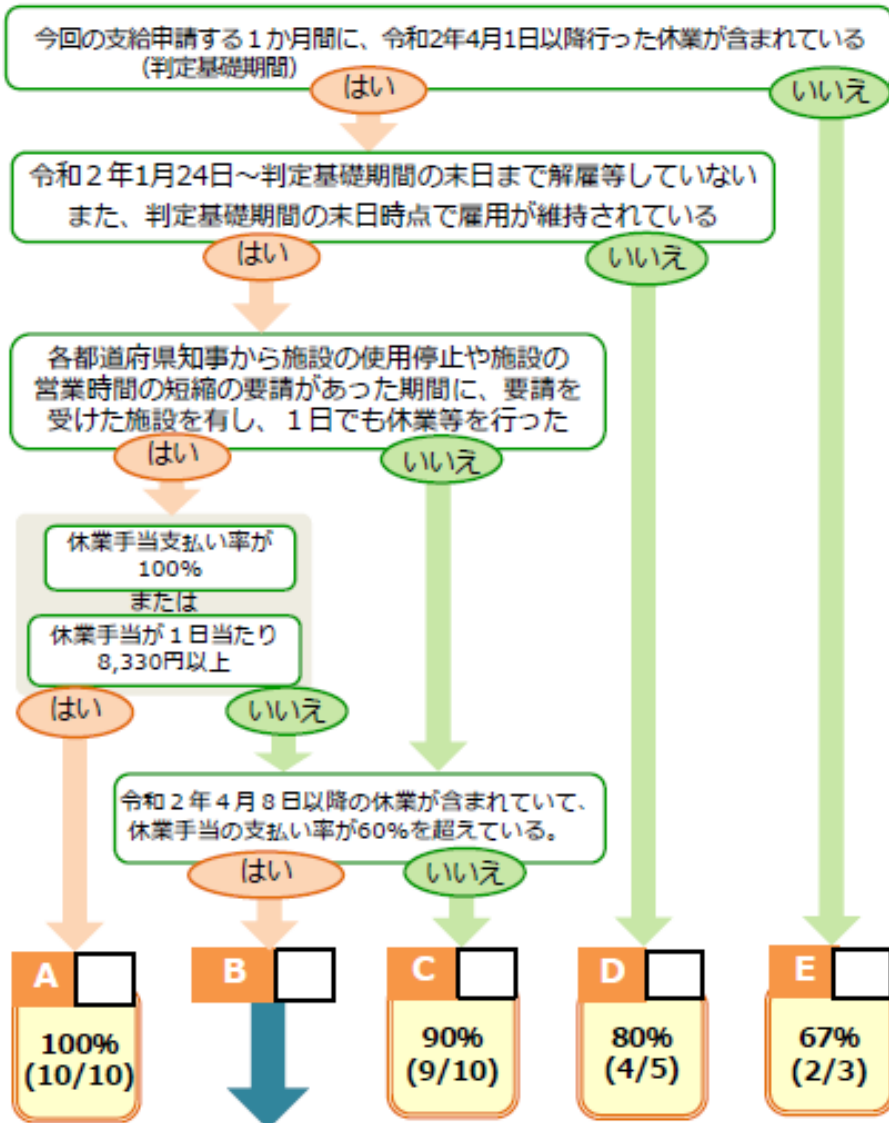 今回の支給申請する１か月間に、令和2年4月1日以降行った休業が含まれている
（判定基礎期間）
はい
いいえ
令和２年1月24日～判定基礎期間の末日まで解雇等していない
また、判定基礎期間の末日時点で雇用が維持されている
はい
いいえ
各都道府県知事から施設の使用停止や施設の
営業時間の短縮の要請があった期間に、要請を
受けた施設を有し、１日でも休業等を行った
はい
いいえ
休業手当支払い率が
100%
または
休業手当が１日当たり
8,330円以上
はい
いいえ
令和２年４月８日以降の休業が含まれていて、
休業手当の支払い率が60%を超えている。
はい
いいえ
A
B
C
D
E
100%
(10/10)
90%
(9/10)
80%
(4/5)
67%
(2/3)